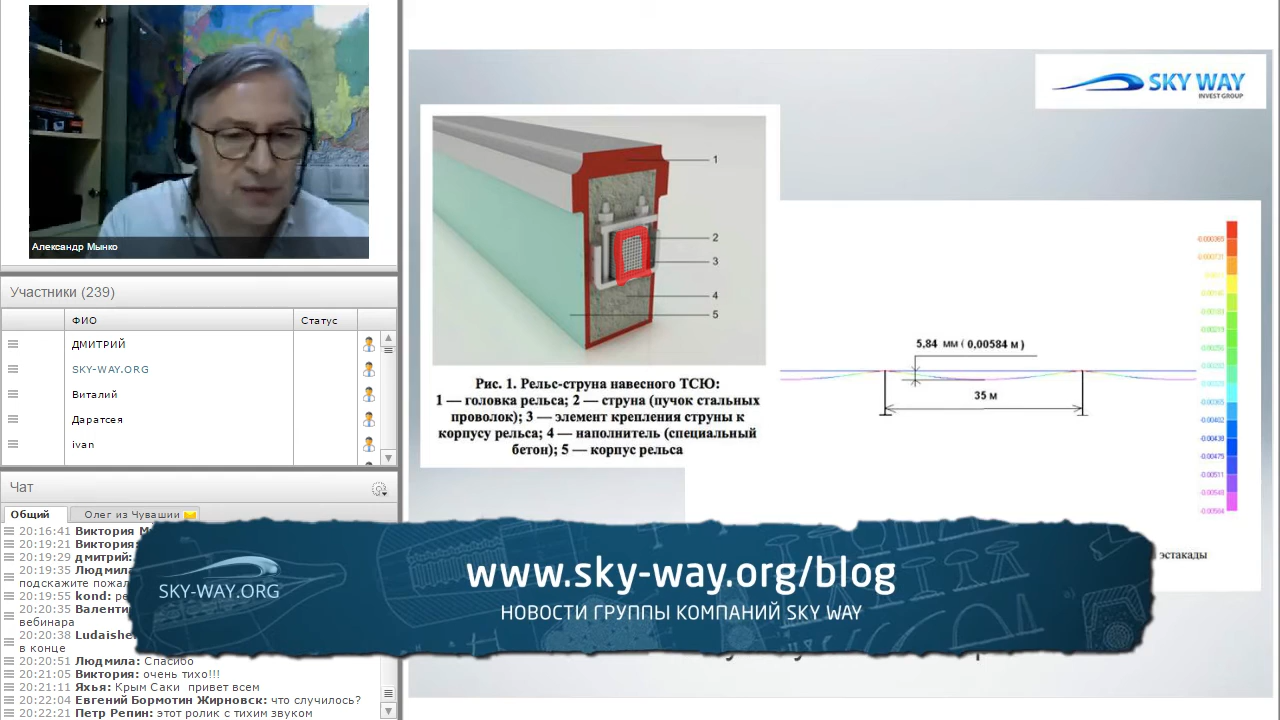 Александр Мынко
Участники (239)
ФИО
Статус
ДМИТРИЙ
SKY-WAY.ORG
Виталий
Даратсея
ivan
Чат
Общий
Олег из Чувашии
20:16:41 Виктория
20:19:21 Виктория:
20:19:29 дмитрий:
20:19:35
подскажите
20:19:55 kond:
20:20:35
вебинара
20:20:38
в конце
20:20:51 Людмила: Спасибо
20:21:05 Виктория: очень тихо!!!
20:21:11 Яхья: Крым Саки привет всем
20:22:04 Евгений Бормотин Жирновск: что случилось?
20:22:21 Петр Репин: этот ролик с тихим звуком
SKY WAY
INVEST GROUP
1
2
3
4
5
Рис. 1. Рельс-струна навесного ТСЮ:
1 — головка рельса; 2 — струна (пучок стальных
проволок); 3 — элемент крепления струны к
корпусу рельса; 4 — наполнитель (специальный
бетон); 5 — корпус рельса
5,84 мм ( 0,00584 м )
35 м
эстакады
SKY-WAY.ORG
www.sky-way.org/blog
НОВОСТИ ГРУППЫ КОМПАНИЙ SKY WAY